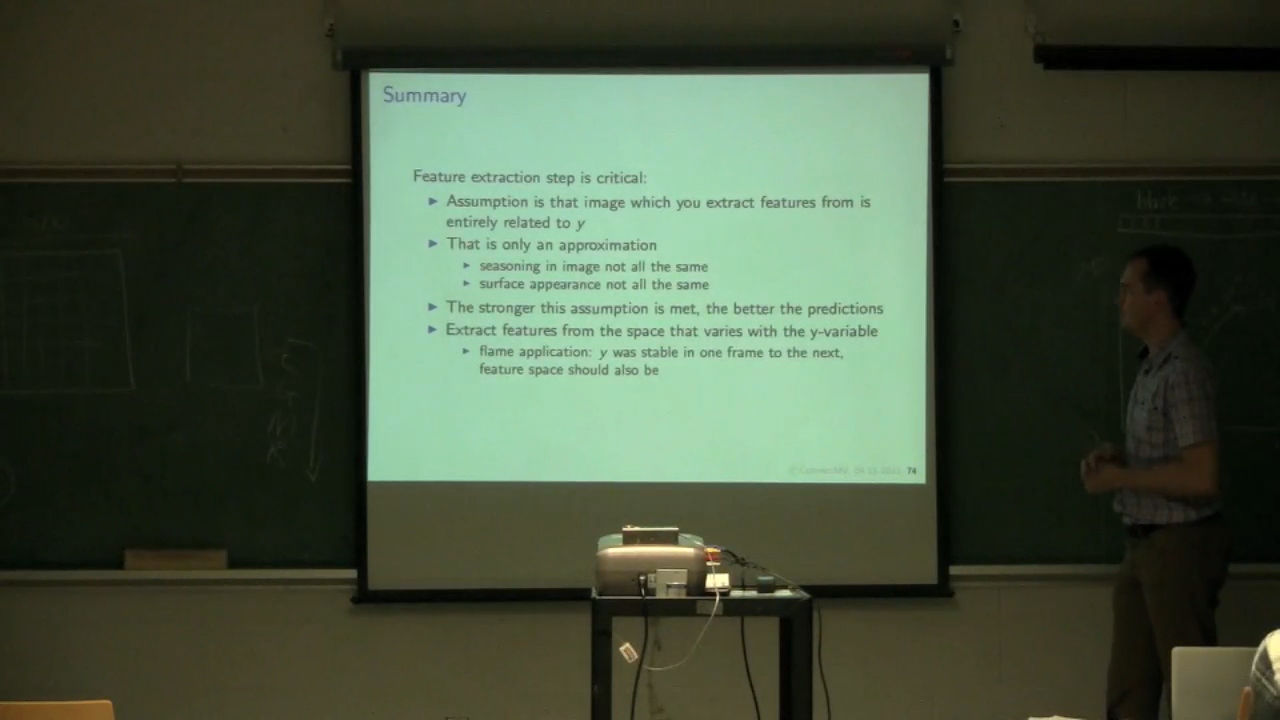 Summary
Feature extraction step is critical:
► Assumption is that image which you extract features from is
entirely related to y
► That is only an approximation
► seasoning in image not all the same
► surface appearance not all the same
► The stronger this assumption is met, the better the predictions
► Extract features from the space that varies with the y-variable
► flame application: y was stable in one frame to the next,
feature space should also be
74